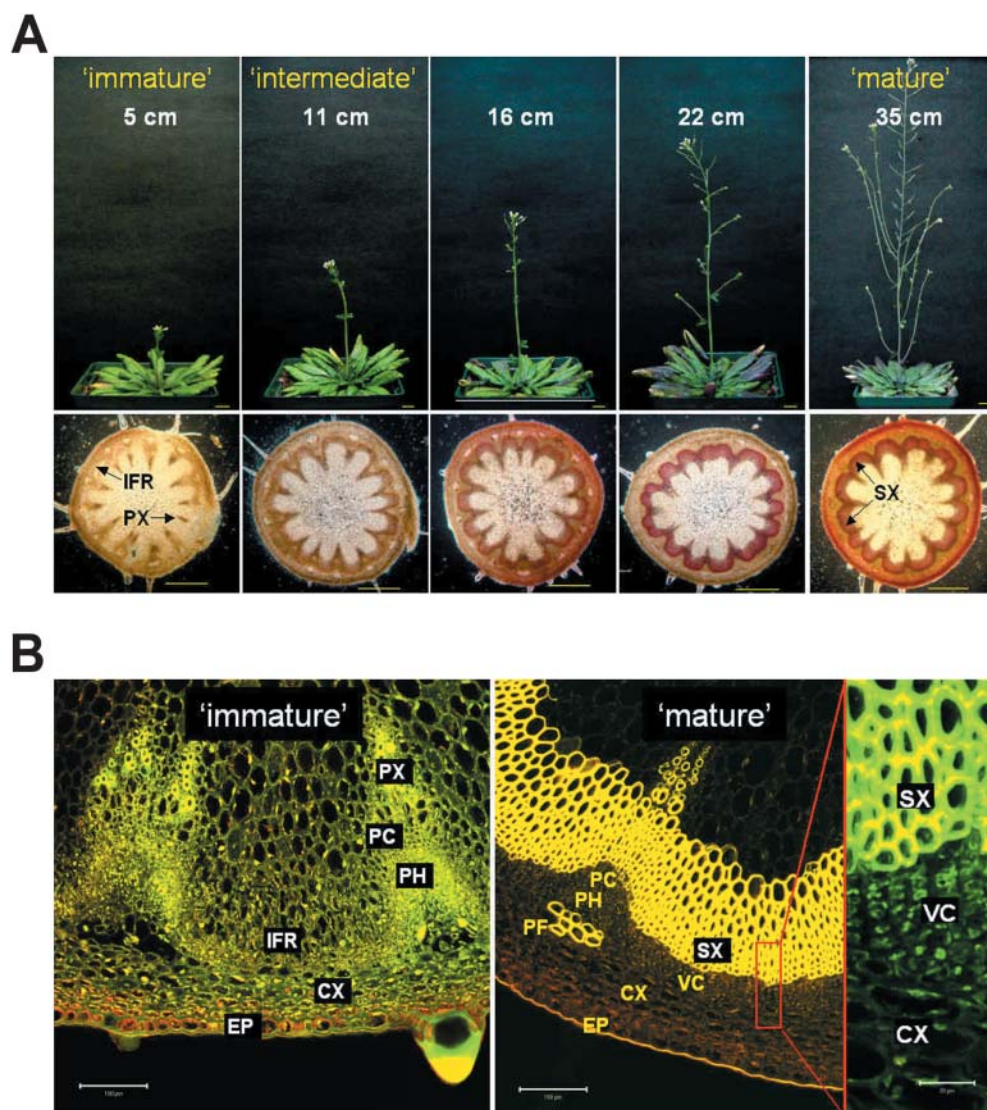 A
‘immature’ ‘intermediate’ ‘mature’
5 cm 11 cm 16 cm 22 cm 35 cm
IFR
PX
SX
B
‘immature’
PX
PC
PH
IFR
CX
EP
‘mature’
PC
PH
PF
SX
VC
CX
EP
SX
VC
CX